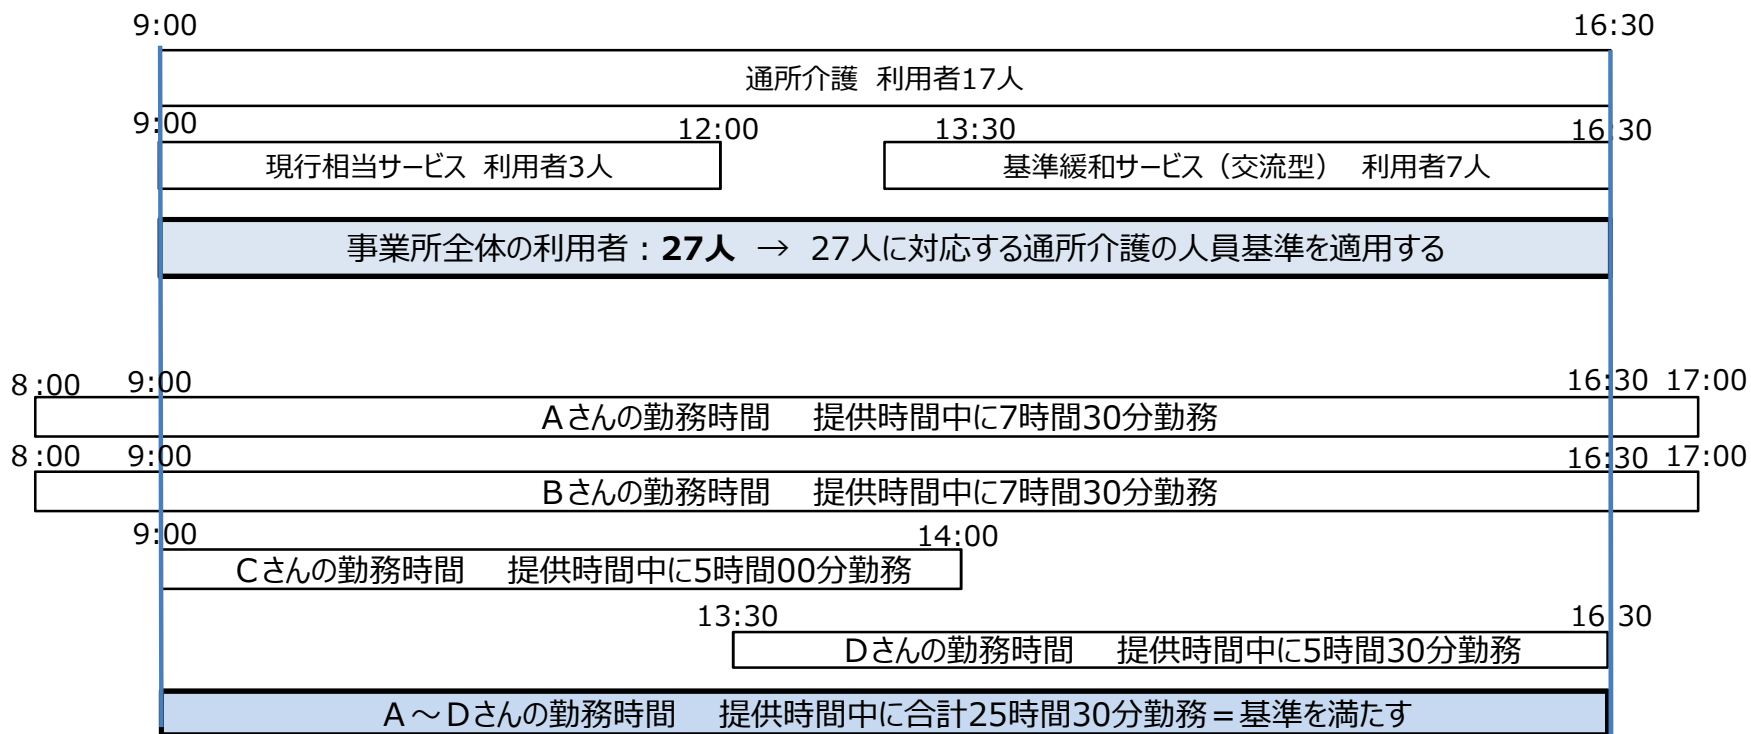 9:00 16:30
通所介護 利用者17人
9:00 12:00 13:30 16:30
現行相当サービス 利用者3人 基準緩和サービス（交流型） 利用者7人
事業所全体の利用者：27人 → 27人に対応する通所介護の人員基準を適用する
8:00 9:00 16:30 17:00
Aさんの勤務時間 提供時間中に7時間30分勤務
8:00 9:00 16:30 17:00
Bさんの勤務時間 提供時間中に7時間30分勤務
9:00 14:00
Cさんの勤務時間 提供時間中に5時間00分勤務
13:30 16:30
Dさんの勤務時間 提供時間中に5時間30分勤務
A～Dさんの勤務時間 提供時間中に合計25時間30分勤務＝基準を満たす